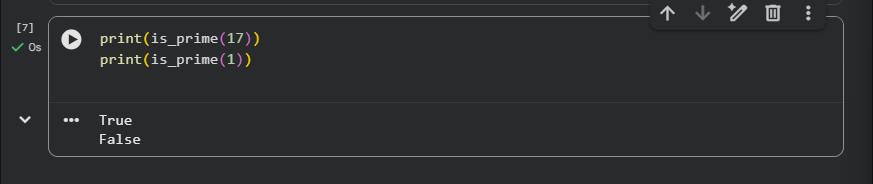 [7]
0s
print(is_prime(17))
print(is_prime(1))
True
False